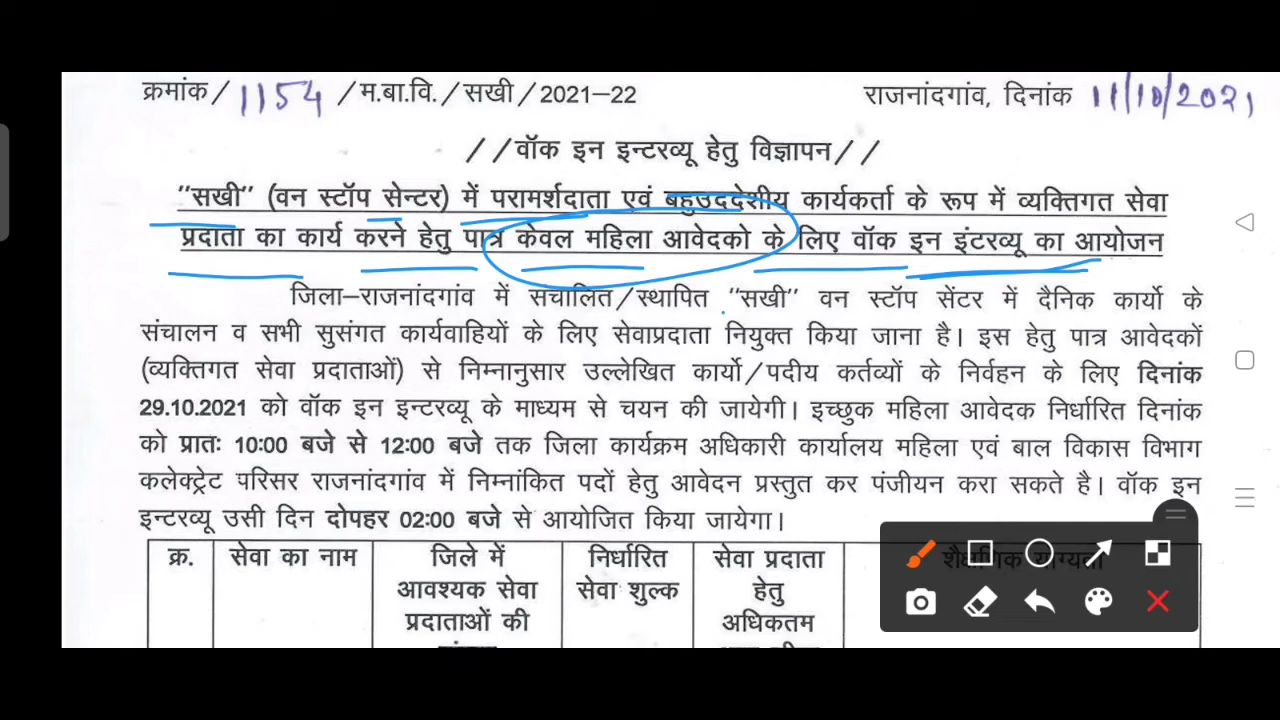 क्रमांक/1154/म.बा.वि./सखी/2021–22 राजनांदगांव, दिनांक 11/10/2021
//वॉक इन इन्टरव्यू हेतु विज्ञापन//
"सखी" (वन स्टॉप सेन्टर) में परामर्शदाता एवं बहुउददेशीय कार्यकर्ता के रूप में व्यक्तिगत सेवा
प्रदाता का कार्य करने हेतु पात्र केवल महिला आवेदको के लिए वॉक इन इंटरव्यू का आयोजन
जिला–राजनांदगांव में संचालित/स्थापित "सखी" वन स्टॉप सेंटर में दैनिक कार्यो के
संचालन व सभी सुसंगत कार्यवाहियों के लिए सेवाप्रदाता नियुक्त किया जाना है। इस हेतु पात्र आवेदकों
(व्यक्तिगत सेवा प्रदाताओं) से निम्नानुसार उल्लेखित कार्यो/पदीय कर्तव्यों के निर्वहन के लिए दिनांक
29.10.2021 को वॉक इन इन्टरव्यू के माध्यम से चयन की जायेगी। इच्छुक महिला आवेदक निर्धारित दिनांक
को प्रातः 10:00 बजे से 12:00 बजे तक जिला कार्यक्रम अधिकारी कार्यालय महिला एवं बाल विकास विभाग
कलेक्ट्रेट परिसर राजनांदगांव में निम्नांकित पदों हेतु आवेदन प्रस्तुत कर पंजीयन करा सकते है। वॉक इन
इन्टरव्यू उसी दिन दोपहर 02:00 बजे से आयोजित किया जायेगा।
क्र. सेवा का नाम जिले में निर्धारित सेवा प्रदाता शैक्षणिक योग्यता
आवश्यक सेवा सेवा शुल्क हेतु
प्रदाताओं की अधिकतम